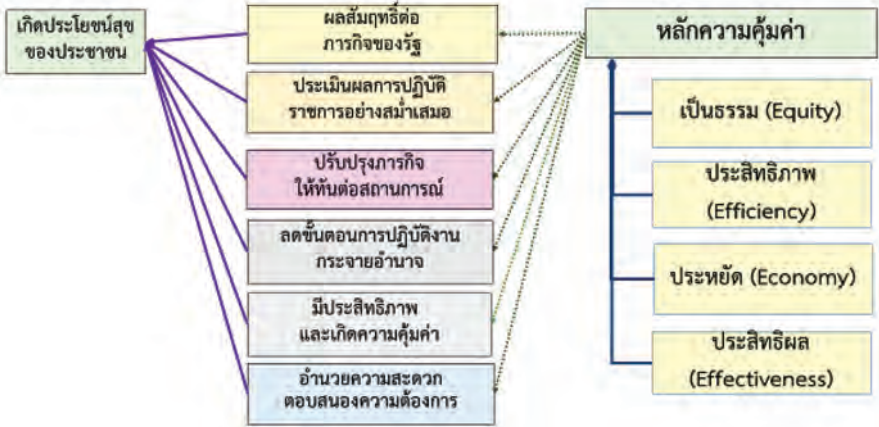 เกิดประโยชน์สุข
ของประชาชน
ผลสัมฤทธิ์ต่อ
ภารกิจของรัฐ
ประเมินผลการปฏิบัติ
ราชการอย่างสม่ำเสมอ
ปรับปรุงภารกิจ
ให้ทันต่อสถานการณ์
ลดขั้นตอนการปฏิบัติงาน
กระจายอำนาจ
มีประสิทธิภาพ
และเกิดความคุ้มค่า
อำนวยความสะดวก
ตอบสนองความต้องการ
หลักความคุ้มค่า
เป็นธรรม (Equity)
ประสิทธิภาพ
(Efficiency)
ประหยัด (Economy)
ประสิทธิผล
(Effectiveness)